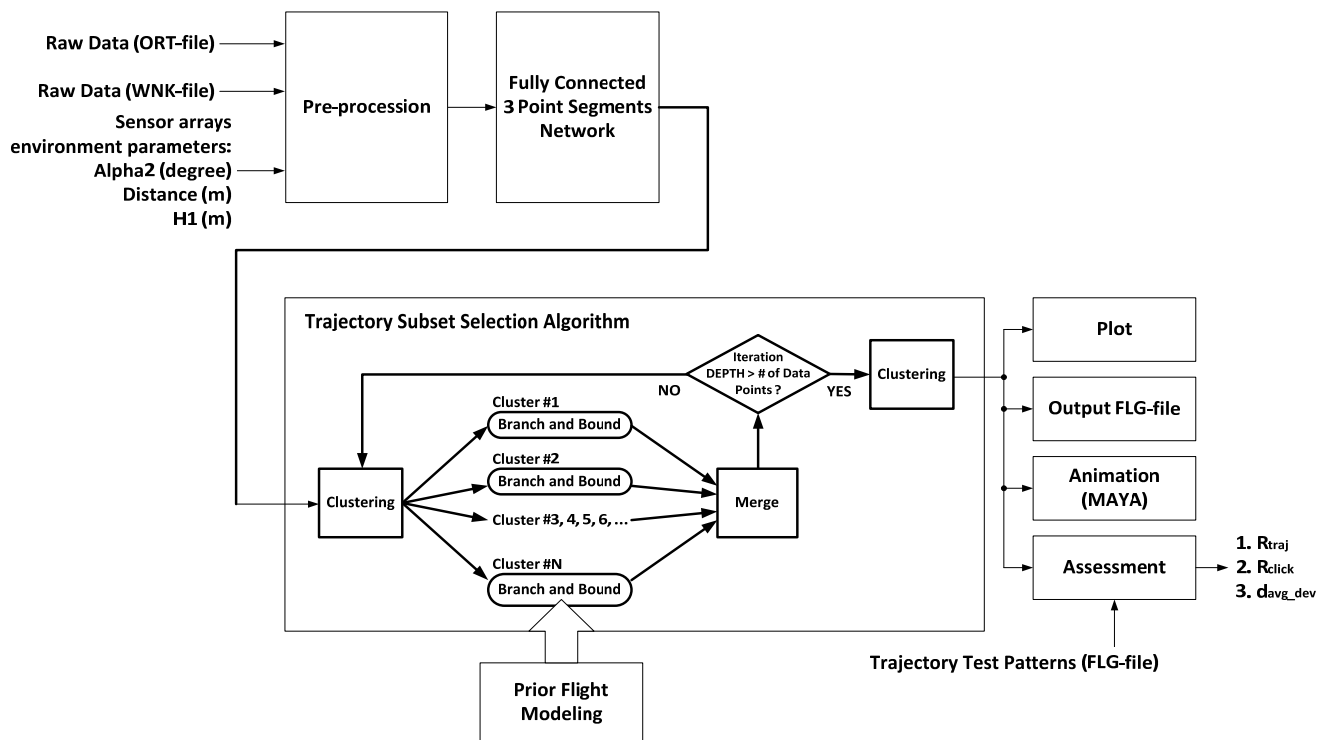 Raw Data (ORT-file)
Raw Data (WNK-file)
Sensor arrays
environment parameters:
Alpha2 (degree)
Distance (m)
H1 (m)
Pre-procession
Fully Connected
3 Point Segments
Network
Trajectory Subset Selection Algorithm
Iteration
DEPTH > # of Data
Points ?
NO
YES
Clustering
Cluster #1
Branch and Bound
Cluster #2
Branch and Bound
Cluster #3, 4, 5, 6, ...
Cluster #N
Branch and Bound
Clustering
Merge
Prior Flight
Modeling
Plot
Output FLG-file
Animation
(MAYA)
Assessment
1. Rtraj
2. Rclick
3. davg_dev
Trajectory Test Patterns (FLG-file)